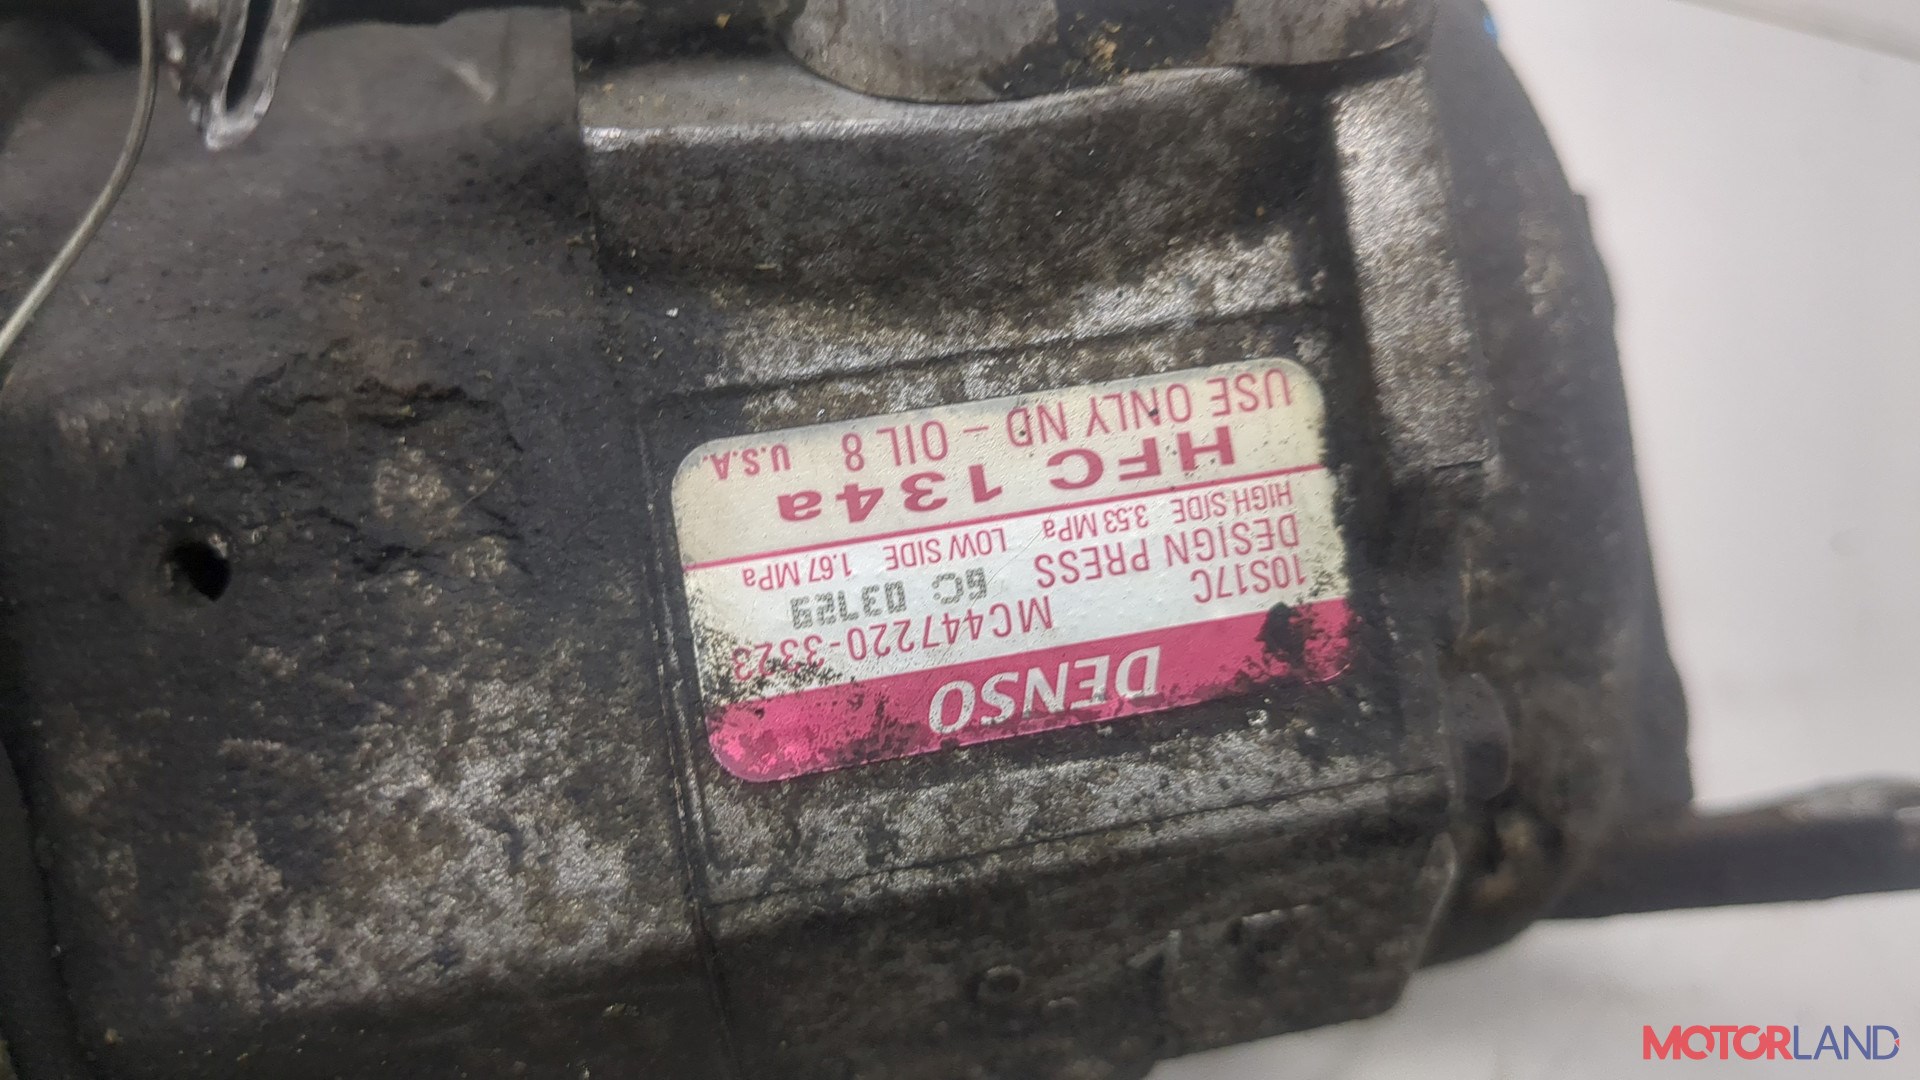 DENSO
10S17C MC447220-3323
DESIGN PRESS
HIGH SIDE 3.53 MPa LOW SIDE 1.67 MPa
HFC 134a
USE ONLY ND - OIL 8 U.S.A.
MOTORLAND